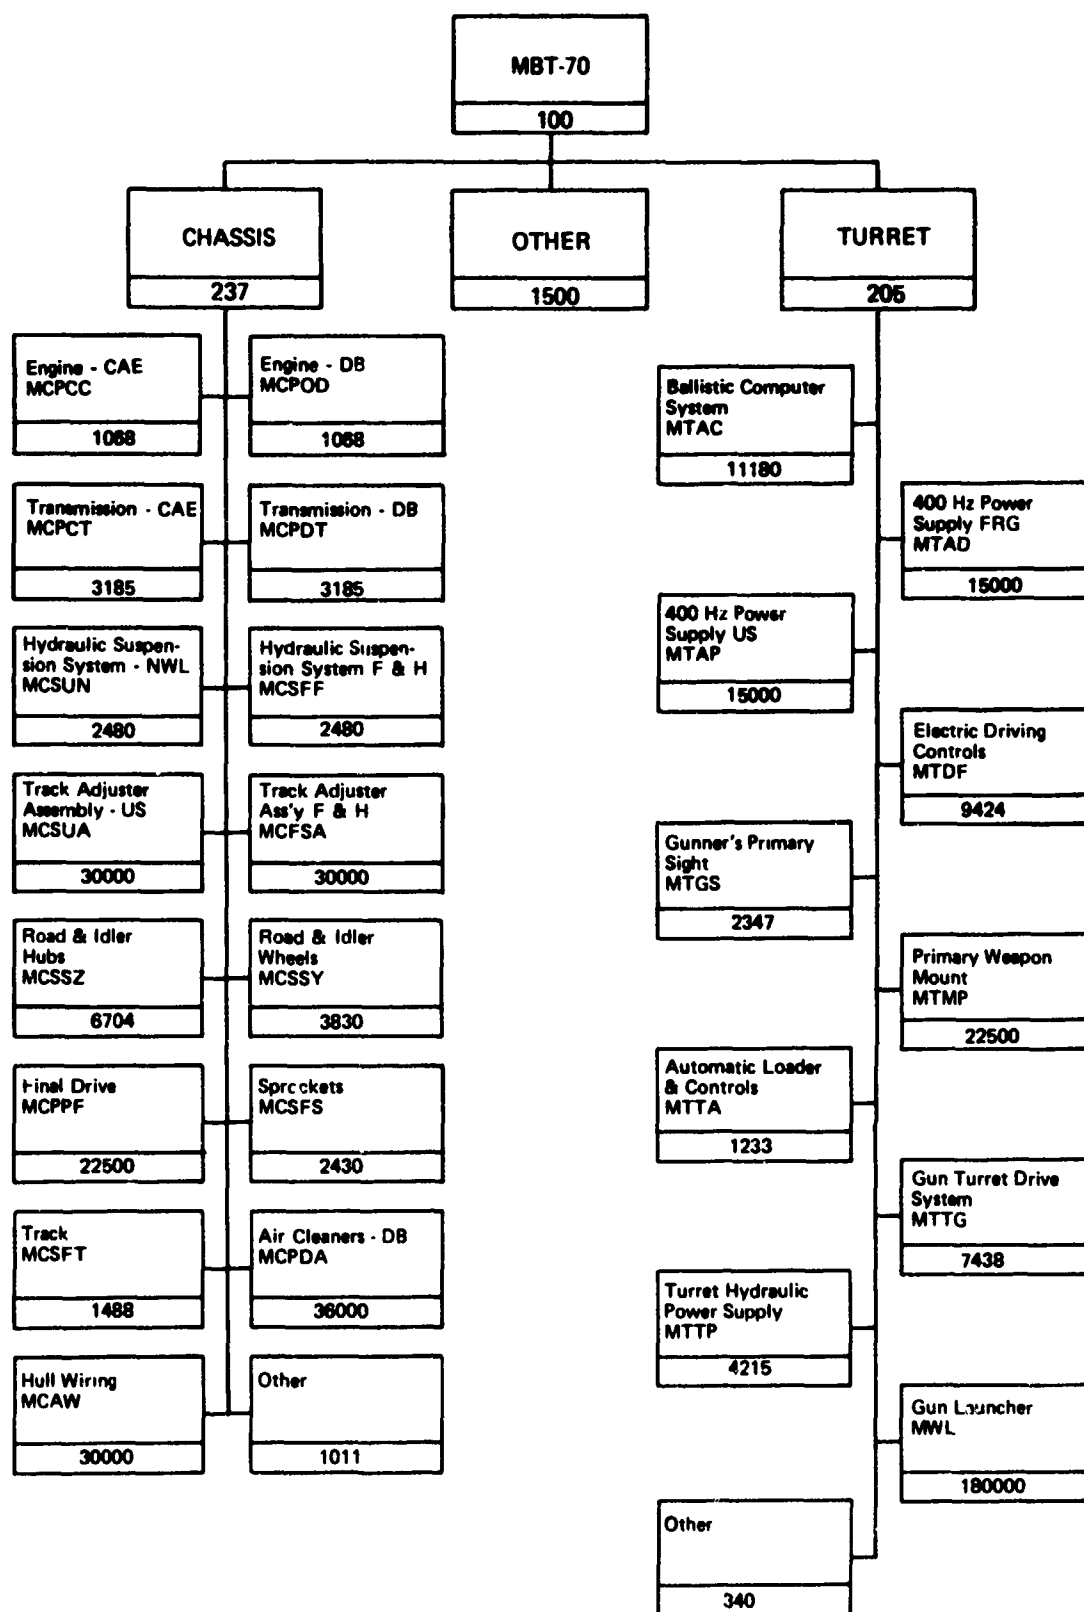 MBT-70
100
CHASSIS
237
OTHER
1500
TURRET
205
Engine - CAE
MCPCC
1068
Engine - DB
MCPOD
1068
Transmission - CAE
MCPCT
3185
Transmission - DB
MCPDT
3185
Hydraulic Suspen-
sion System - NWL
MCSUN
2480
Hydraulic Suspen-
sion System F & H
MCSFF
2480
Track Adjuster
Assembly - US
MCSUA
30000
Track Adjuster
Ass'y F & H
MCFSA
30000
Road & Idler
Hubs
MCSSZ
6704
Road & Idler
Wheels
MCSSY
3830
Final Drive
MCPPF
22500
Sprockets
MCSFS
2430
Track
MCSFT
1488
Air Cleaners - DB
MCPDA
36000
Hull Wiring
MCAW
30000
Other
1011
Ballistic Computer
System
MTAC
11180
400 Hz Power
Supply FRG
MTAD
15000
400 Hz Power
Supply US
MTAP
15000
Electric Driving
Controls
MTDF
9424
Gunner's Primary
Sight
MTGS
2347
Primary Weapon
Mount
MTMP
22500
Automatic Loader
& Controls
MTTA
1233
Gun Turret Drive
System
MTTG
7438
Turret Hydraulic
Power Supply
MTTP
4215
Gun Launcher
MWL
180000
Other
340